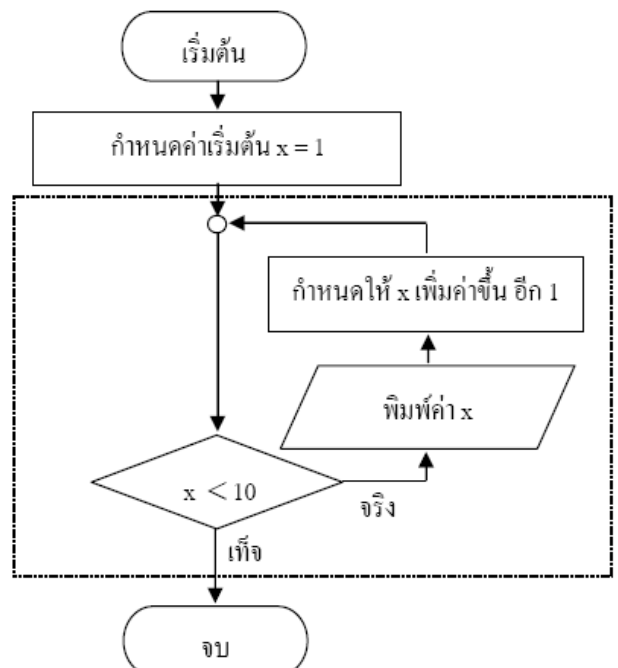 เริ่มต้น
กำหนดค่าเริ่มต้น x = 1
กำหนดให้ x เพิ่มค่าขึ้น อีก 1
พิมพ์ค่า x
x < 10
จริง
เท็จ
จบ